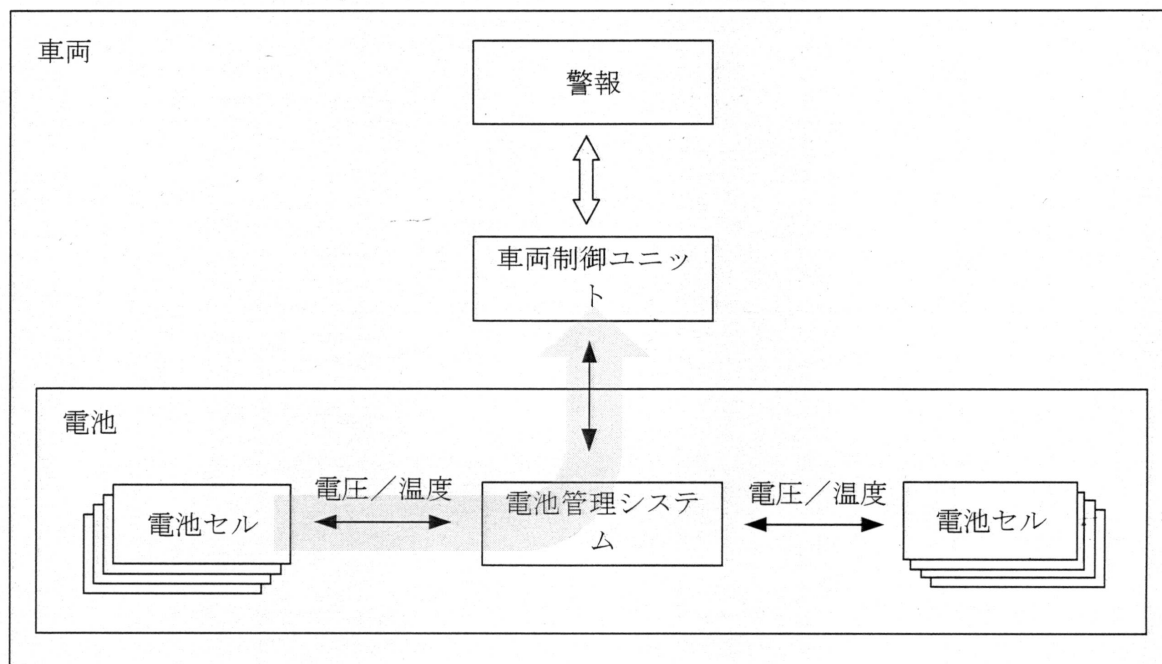 車両
警報
車両制御ユニッ
ト
電池
電圧／温度
電池管理システ
ム
電圧／温度
電池セル
電池セル